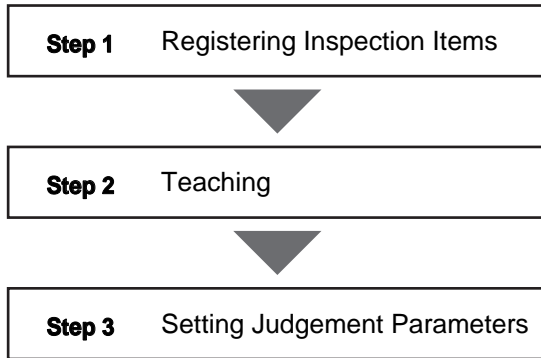 Step 1 Registering Inspection Items
Step 2 Teaching
Step 3 Setting Judgement Parameters